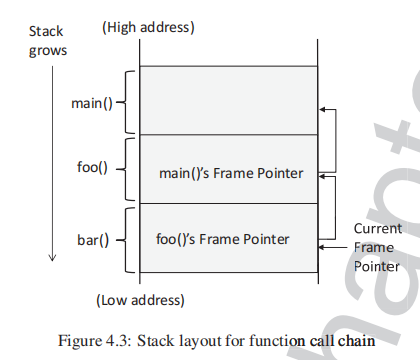 Stack
grows
(High address)
main()
foo()
main()'s Frame Pointer
bar()
foo()'s Frame Pointer
Current
Frame
Pointer
(Low address)
Figure 4.3: Stack layout for function call chain